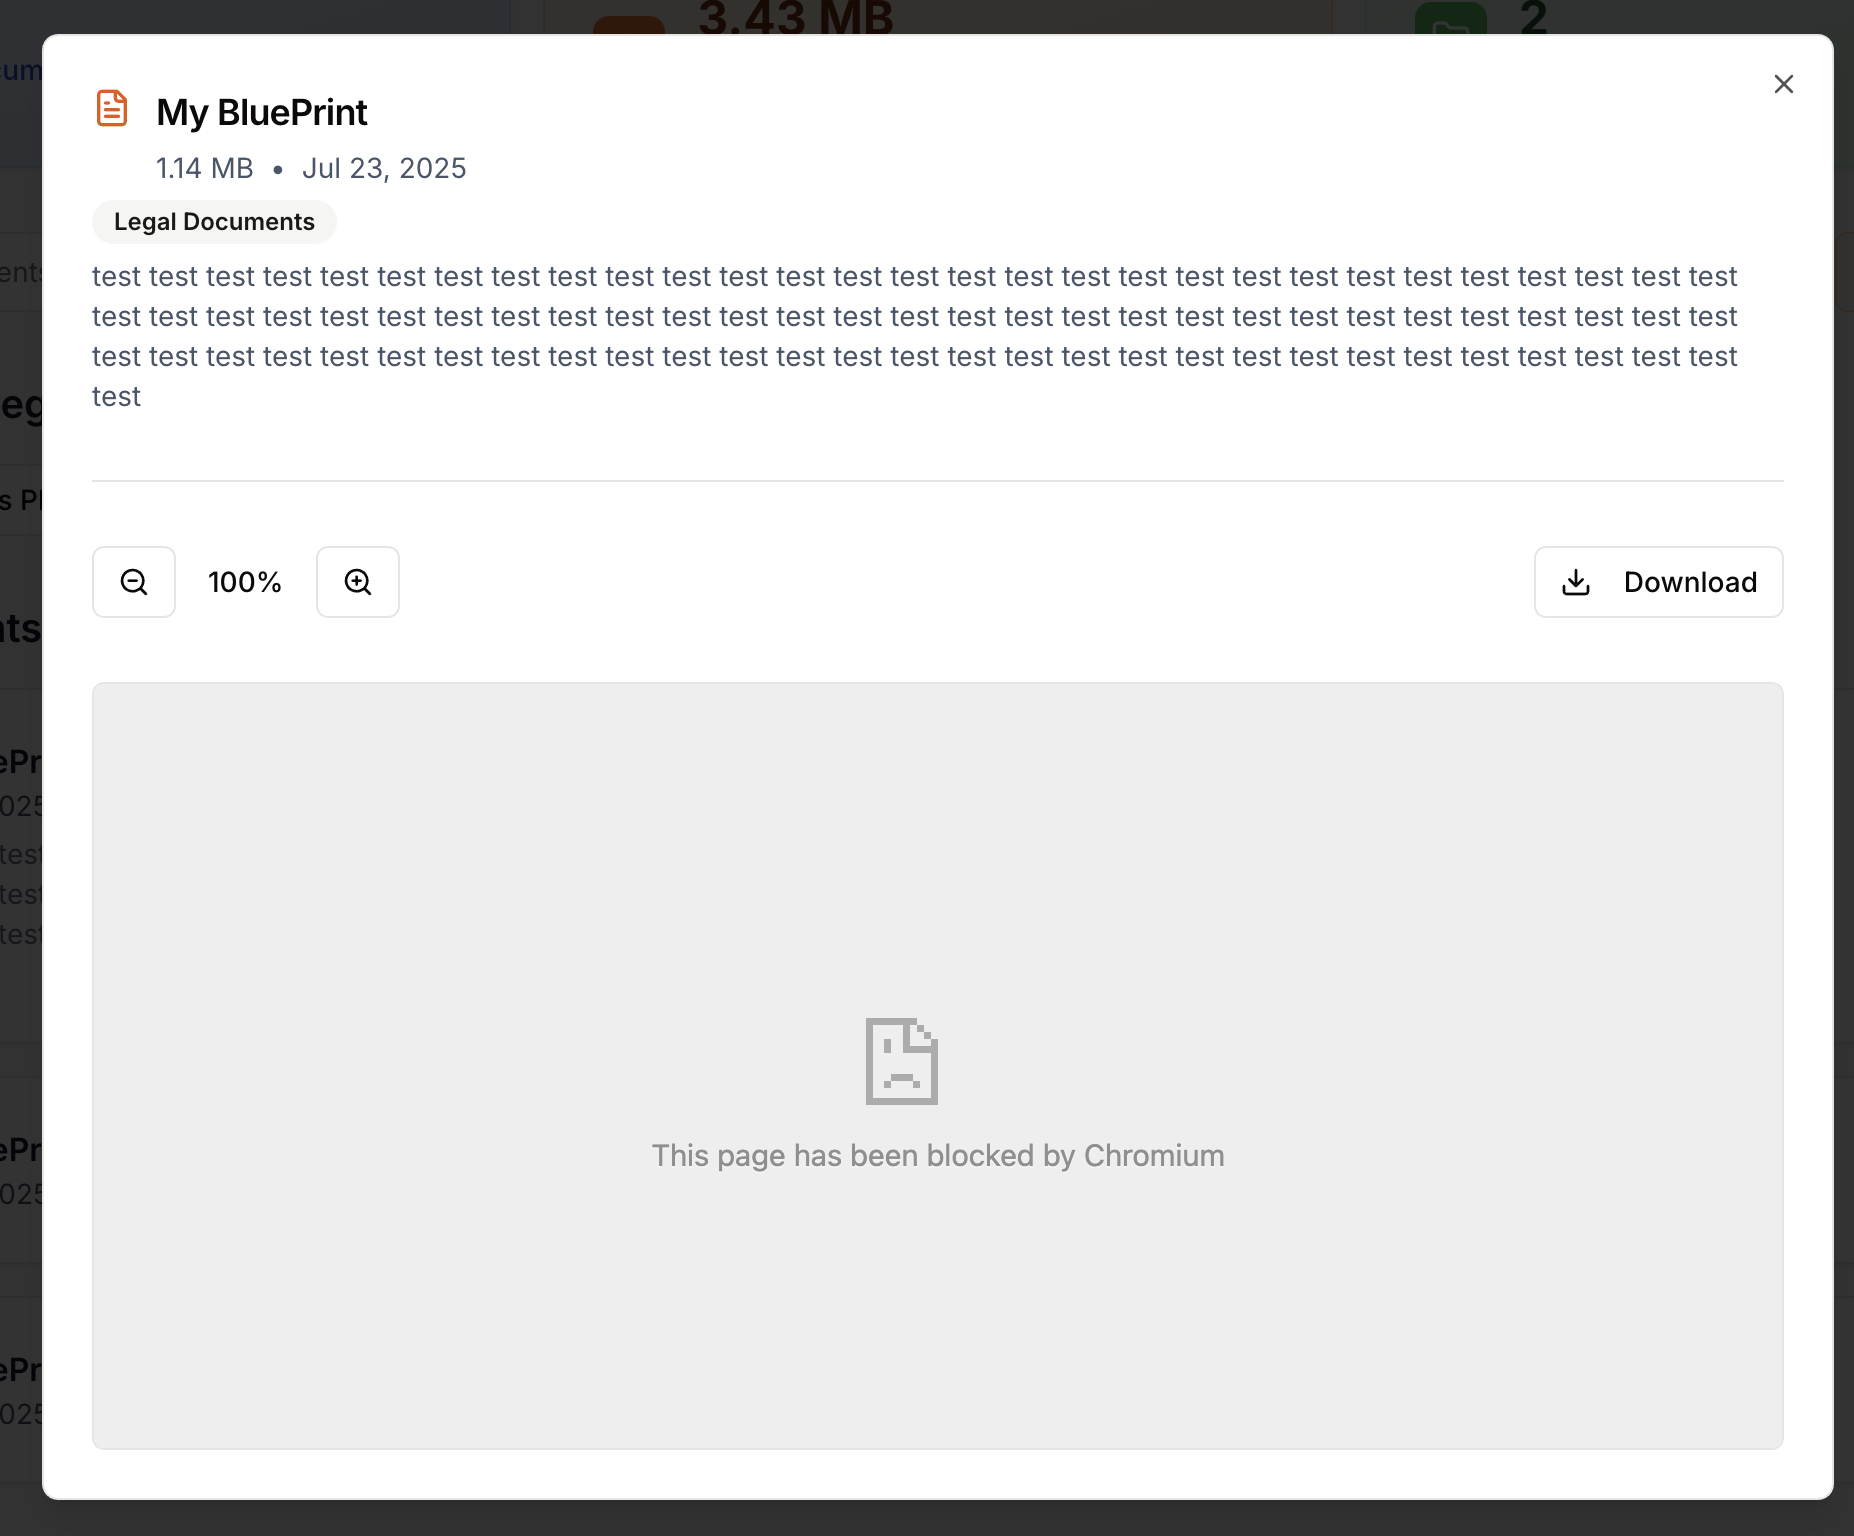 3.43 MB
2
My BluePrint
1.14 MB • Jul 23, 2025
Legal Documents
test test test test test test test test test test test test test test test test test test test test test test test test test test test test test
test test test test test test test test test test test test test test test test test test test test test test test test test test test test test
test test test test test test test test test test test test test test test test test test test test test test test test test test test test test
test
100%
Download
This page has been blocked by Chromium